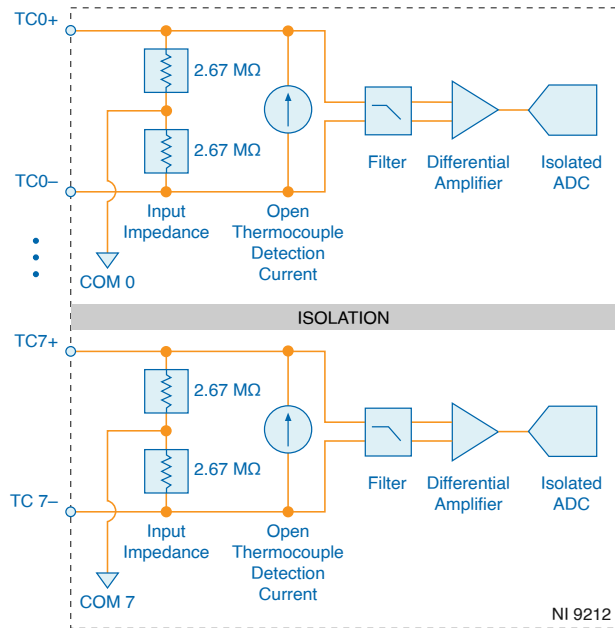 TC0+
2.67 MΩ
2.67 MΩ
TC0–
Input
Impedance
Open
Thermocouple
Detection
Current
Filter
Differential
Amplifier
Isolated
ADC
COM 0
ISOLATION
TC7+
2.67 MΩ
2.67 MΩ
TC 7–
Input
Impedance
Open
Thermocouple
Detection
Current
Filter
Differential
Amplifier
Isolated
ADC
COM 7
NI 9212